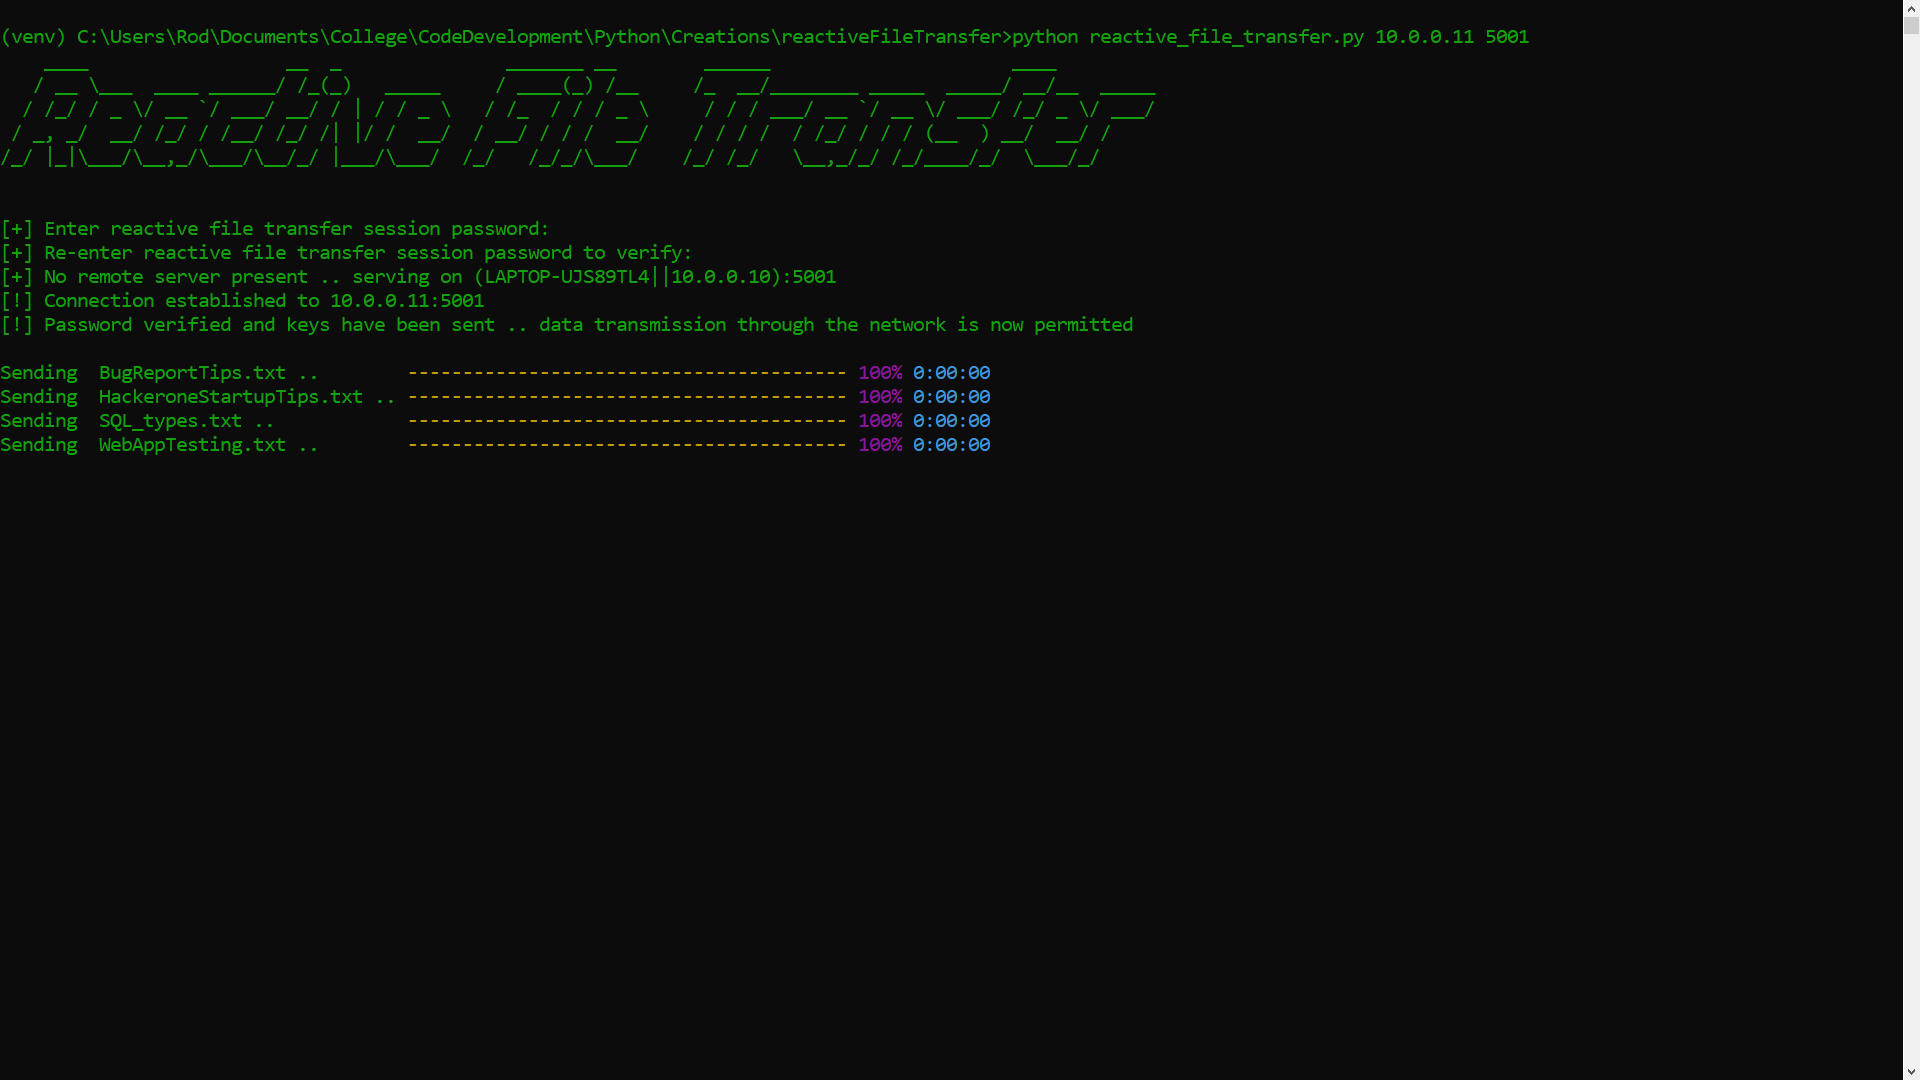 (venv) C:\Users\Rod\Documents\College\CodeDevelopment\Python\Creations\reactiveFileTransfer>python reactive_file_transfer.py 10.0.0.11 5001
Reactive File Transfer
[+] Enter reactive file transfer session password:
[+] Re-enter reactive file transfer session password to verify:
[+] No remote server present .. serving on (LAPTOP-UJS89TL4||10.0.0.10):5001
[!] Connection established to 10.0.0.11:5001
[!] Password verified and keys have been sent .. data transmission through the network is now permitted
Sending  BugReportTips.txt ..        ---------------------------------------- 100% 0:00:00
Sending  HackeroneStartupTips.txt .. ---------------------------------------- 100% 0:00:00
Sending  SQL_types.txt ..            ---------------------------------------- 100% 0:00:00
Sending  WebAppTesting.txt ..        ---------------------------------------- 100% 0:00:00